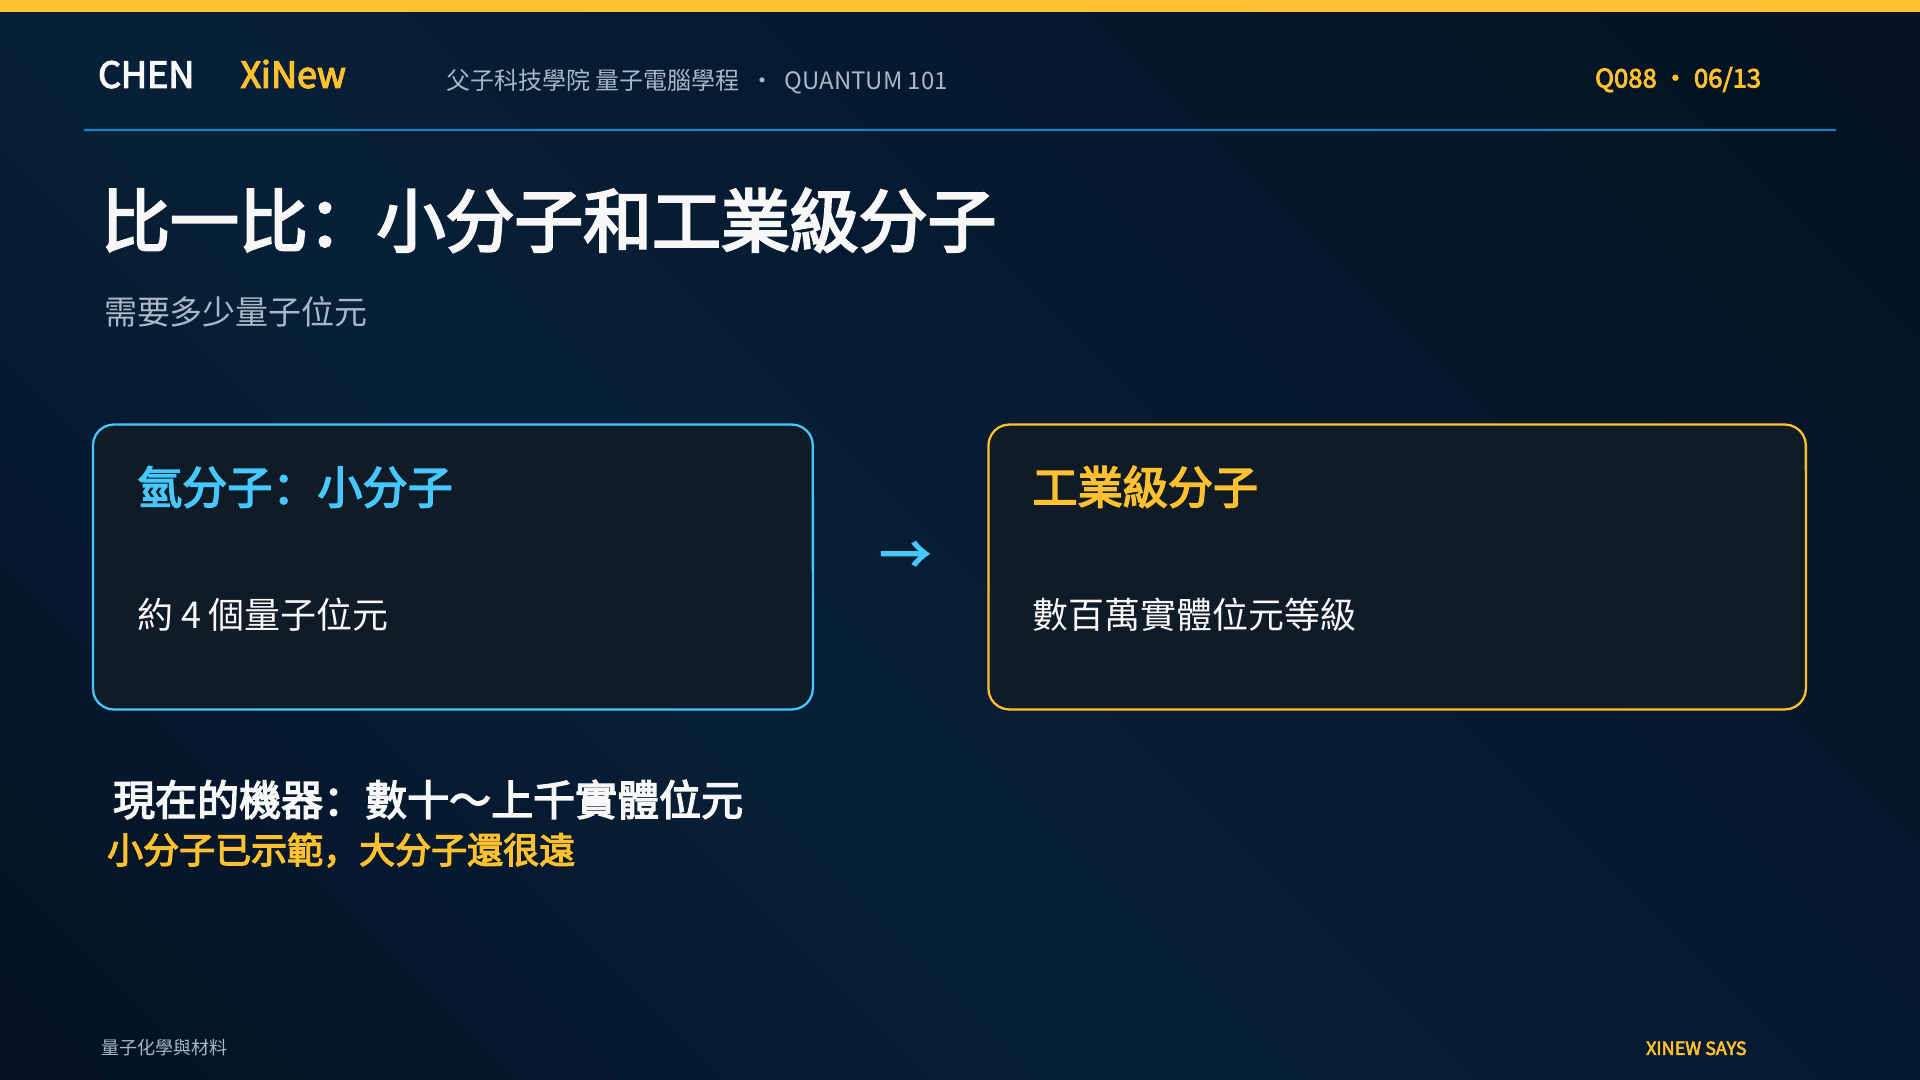 CHEN XiNew 父子科技學院 量子電腦學程 · QUANTUM 101 Q088 · 06/13
比一比：小分子和工業級分子
需要多少量子位元
氫分子：小分子
約 4 個量子位元
→
工業級分子
數百萬實體位元等級
現在的機器：數十～上千實體位元
小分子已示範，大分子還很遠
量子化學與材料 XINEW SAYS